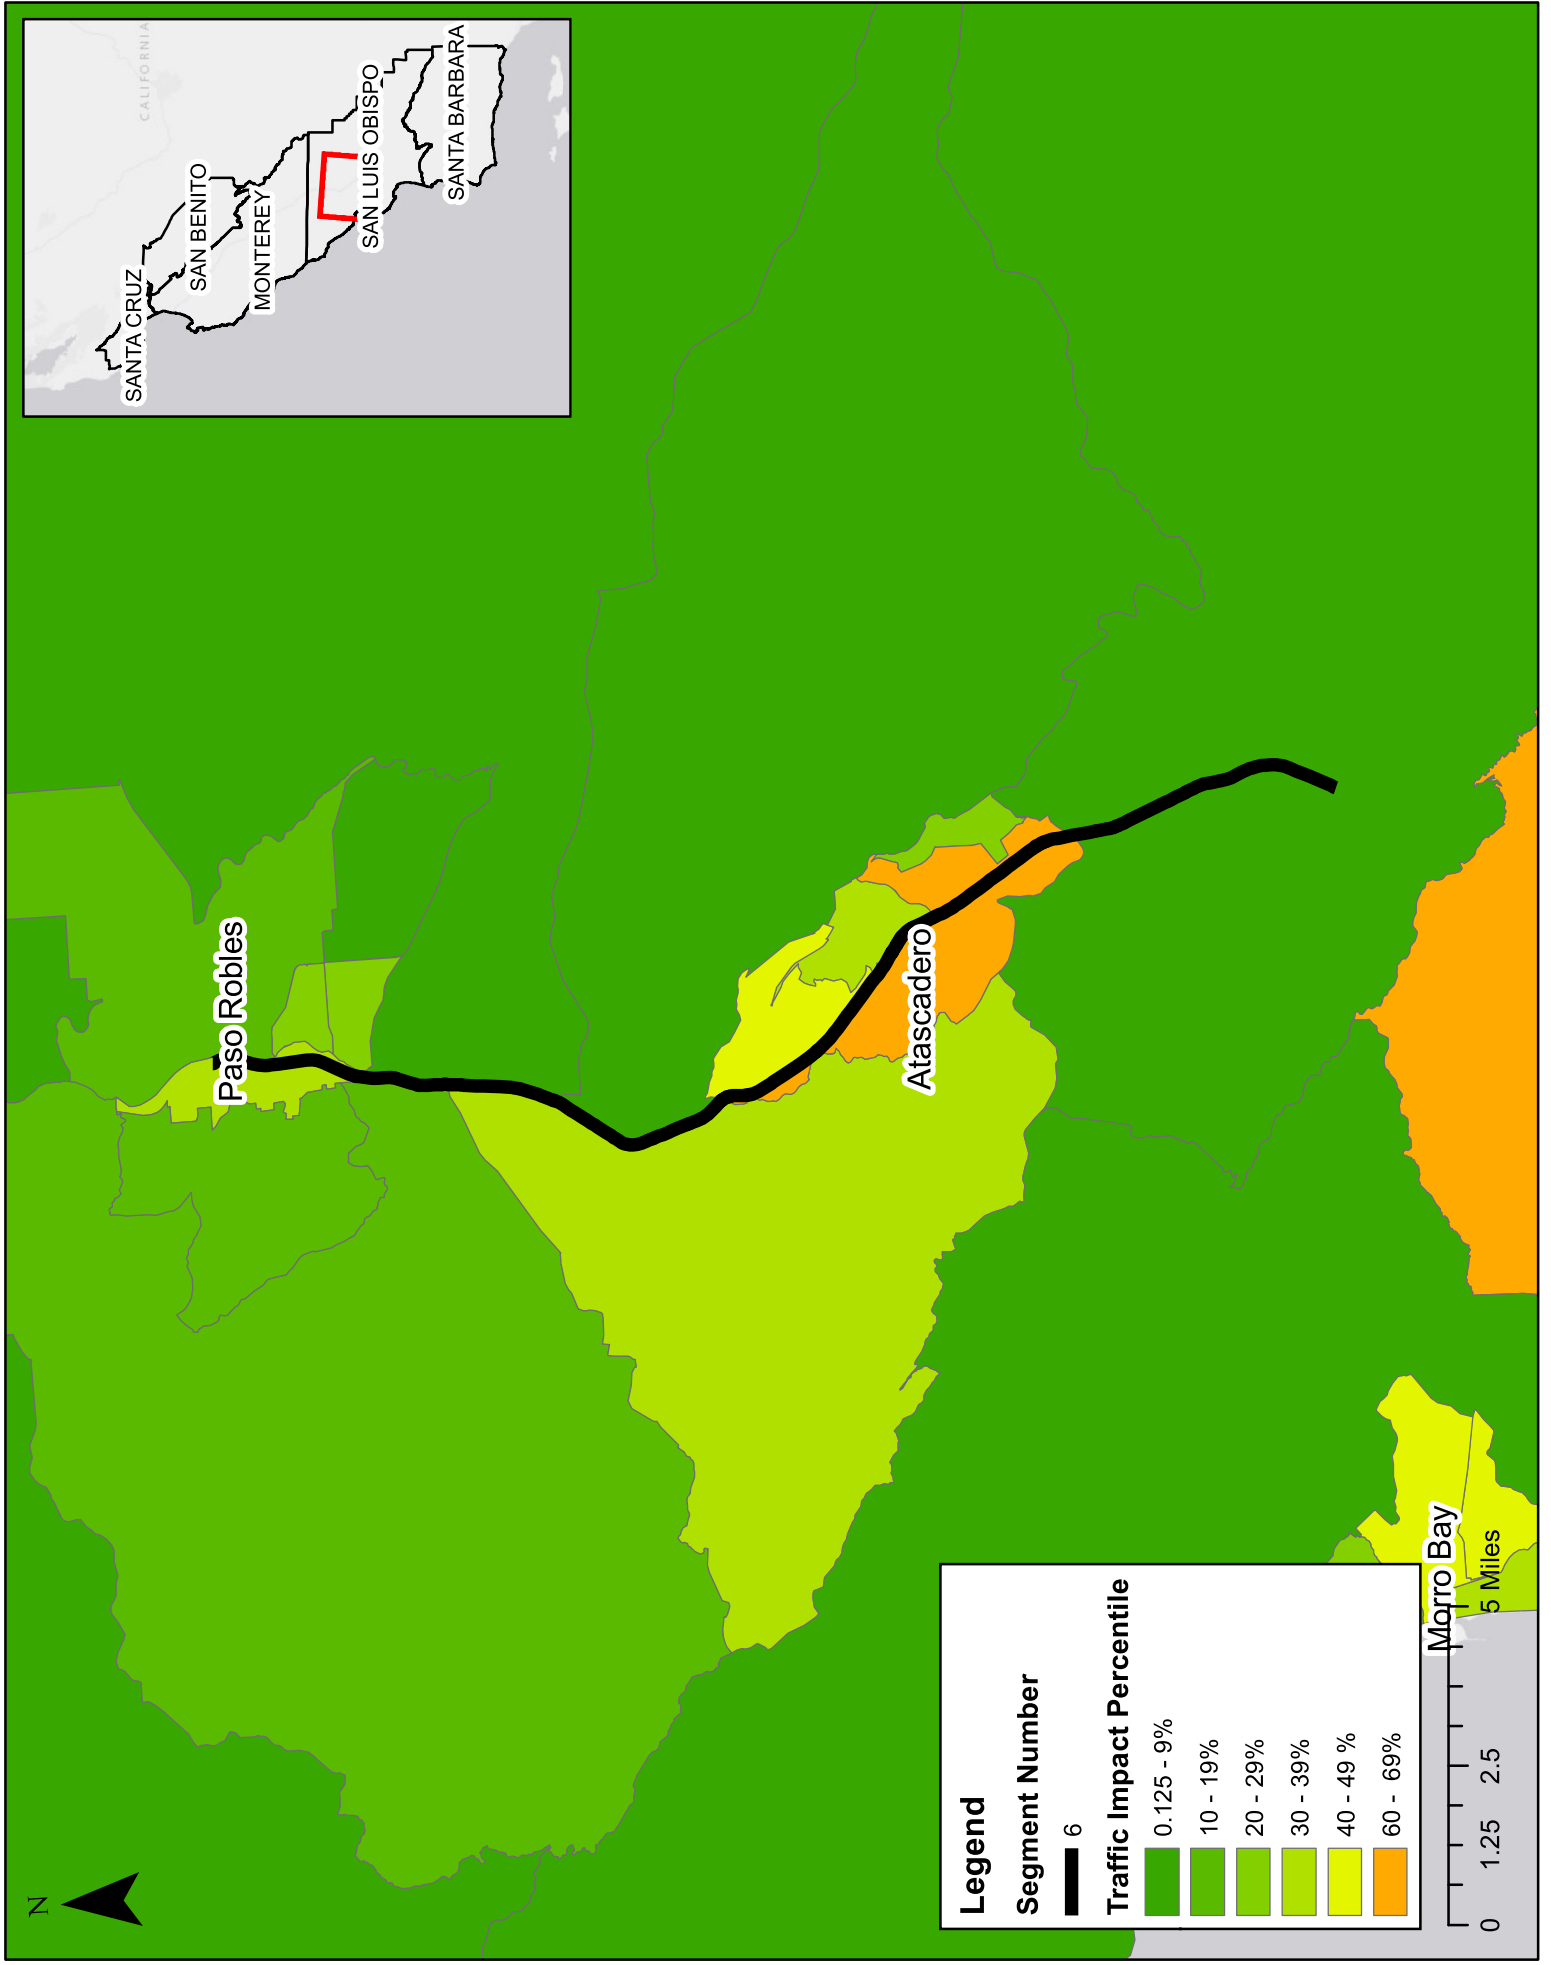 CALIFORNIA
SANTA CRUZ
SAN BENITO
MONTEREY
SAN LUIS OBISPO
SANTA BARBARA
N
Paso Robles
Atascadero
Morro Bay
Legend
Segment Number
6
Traffic Impact Percentile
0.125 - 9%
10 - 19%
20 - 29%
30 - 39%
40 - 49 %
60 - 69%
0 1.25 2.5 5 Miles